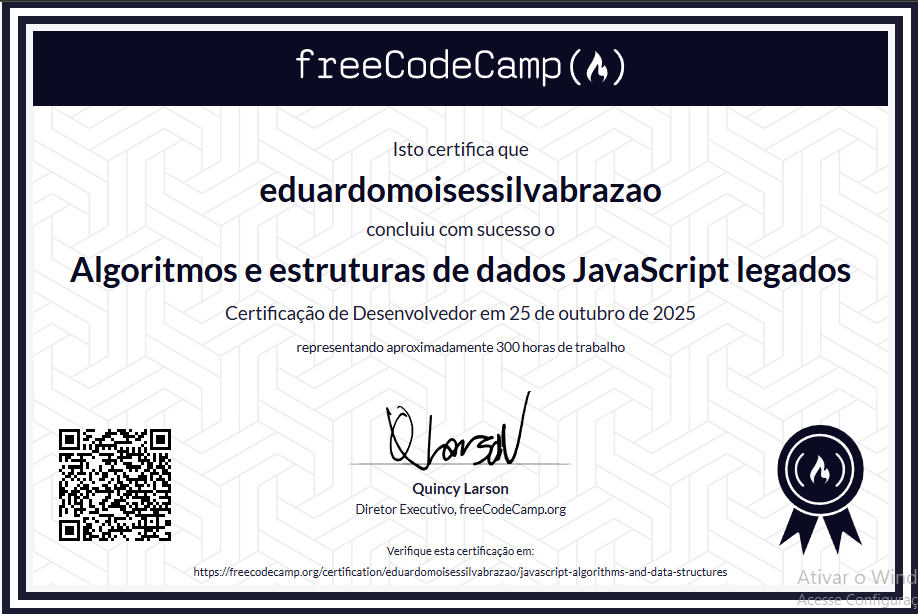 freeCodeCamp
Isto certifica que
eduardomoisessilvabrazao
concluiu com sucesso o
Algoritmos e estruturas de dados JavaScript legados
Certificação de Desenvolvedor em 25 de outubro de 2025
representando aproximadamente 300 horas de trabalho
Quincy Larson
Diretor Executivo, freeCodeCamp.org
Verifique esta certificação em:
https://freecodecamp.org/certification/eduardomoisessilvabrazao/javascript-algorithms-and-data-structures
Ativar o Wind
Acesse Configuraç